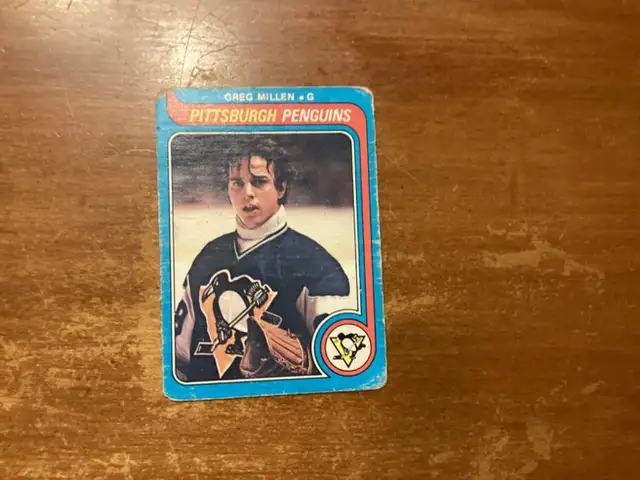 GREG MILLEN • G
PITTSBURGH PENGUINS